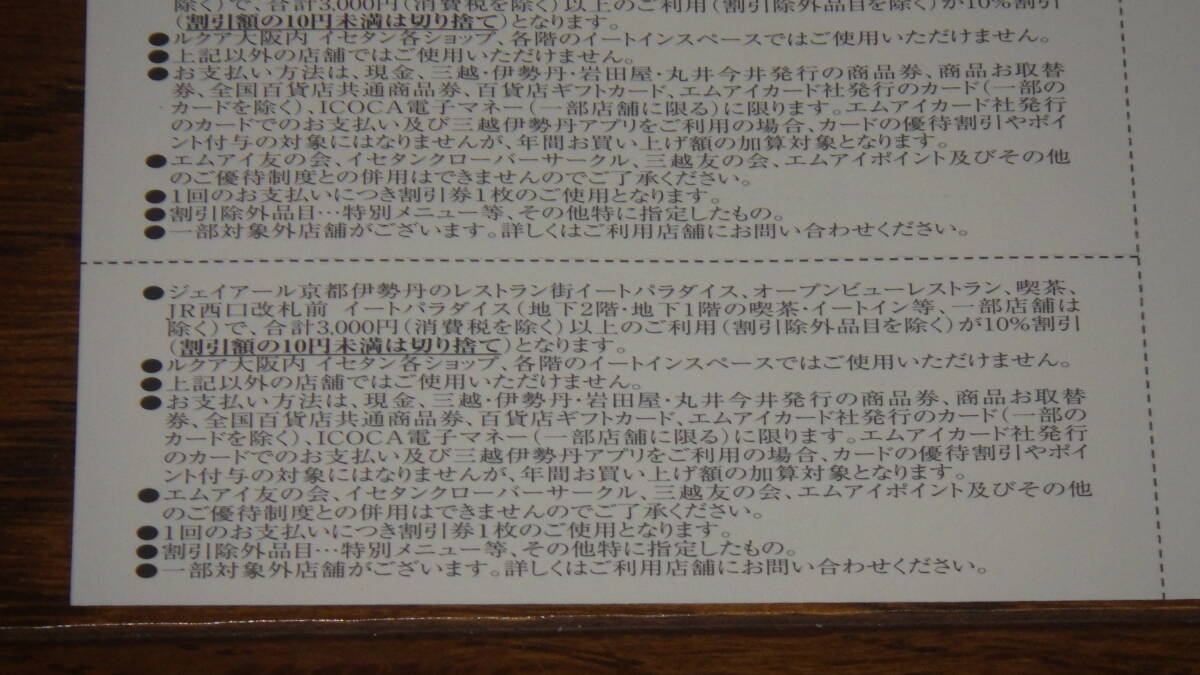 除く)で、合計3,000円(消費税を除く)以上のご利用(割引除外品目を除く)が10%割引
(割引額の10円未満は切り捨て)となります。
●ルクア大阪内 イセタン各ショップ、各階のイートインスペースではご使用いただけません。
●上記以外の店舗ではご使用いただけません。
●お支払い方法は、現金、三越・伊勢丹・岩田屋・丸井今井発行の商品券、商品お取替
券、全国百貨店共通商品券、百貨店ギフトカード、エムアイカード社発行のカード(一部の
カードを除く)、ICOCA電子マネー(一部店舗に限る)に限ります。エムアイカード社発行
のカードでのお支払い及び三越伊勢丹アプリをご利用の場合、カードの優待割引やポイ
ント付与の対象にはなりませんが、年間お買い上げ額の加算対象となります。
●エムアイ友の会、イセタンクローバーサークル、三越友の会、エムアイポイント及びその他
のご優待制度との併用はできませんのでご了承ください。
●1回のお支払いにつき割引券1枚のご使用となります。
●割引除外品目…特別メニュー等、その他特に指定したもの。
●一部対象外店舗がございます。詳しくはご利用店舗にお問い合わせください。
●ジェイアール京都伊勢丹のレストラン街イートパラダイス、オープンビューレストラン、喫茶、
JR西口改札前 イートパラダイス(地下2階・地下1階の喫茶・イートイン等、一部店舗は
除く)で、合計3,000円(消費税を除く)以上のご利用(割引除外品目を除く)が10%割引
(割引額の10円未満は切り捨て)となります。
●ルクア大阪内 イセタン各ショップ、各階のイートインスペースではご使用いただけません。
●上記以外の店舗ではご使用いただけません。
●お支払い方法は、現金、三越・伊勢丹・岩田屋・丸井今井発行の商品券、商品お取替
券、全国百貨店共通商品券、百貨店ギフトカード、エムアイカード社発行のカード(一部の
カードを除く)、ICOCA電子マネー(一部店舗に限る)に限ります。エムアイカード社発行
のカードでのお支払い及び三越伊勢丹アプリをご利用の場合、カードの優待割引やポイ
ント付与の対象にはなりませんが、年間お買い上げ額の加算対象となります。
●エムアイ友の会、イセタンクローバーサークル、三越友の会、エムアイポイント及びその他
のご優待制度との併用はできませんのでご了承ください。
●1回のお支払いにつき割引券1枚のご使用となります。
●割引除外品目…特別メニュー等、その他特に指定したもの。
●一部対象外店舗がございます。詳しくはご利用店舗にお問い合わせください。